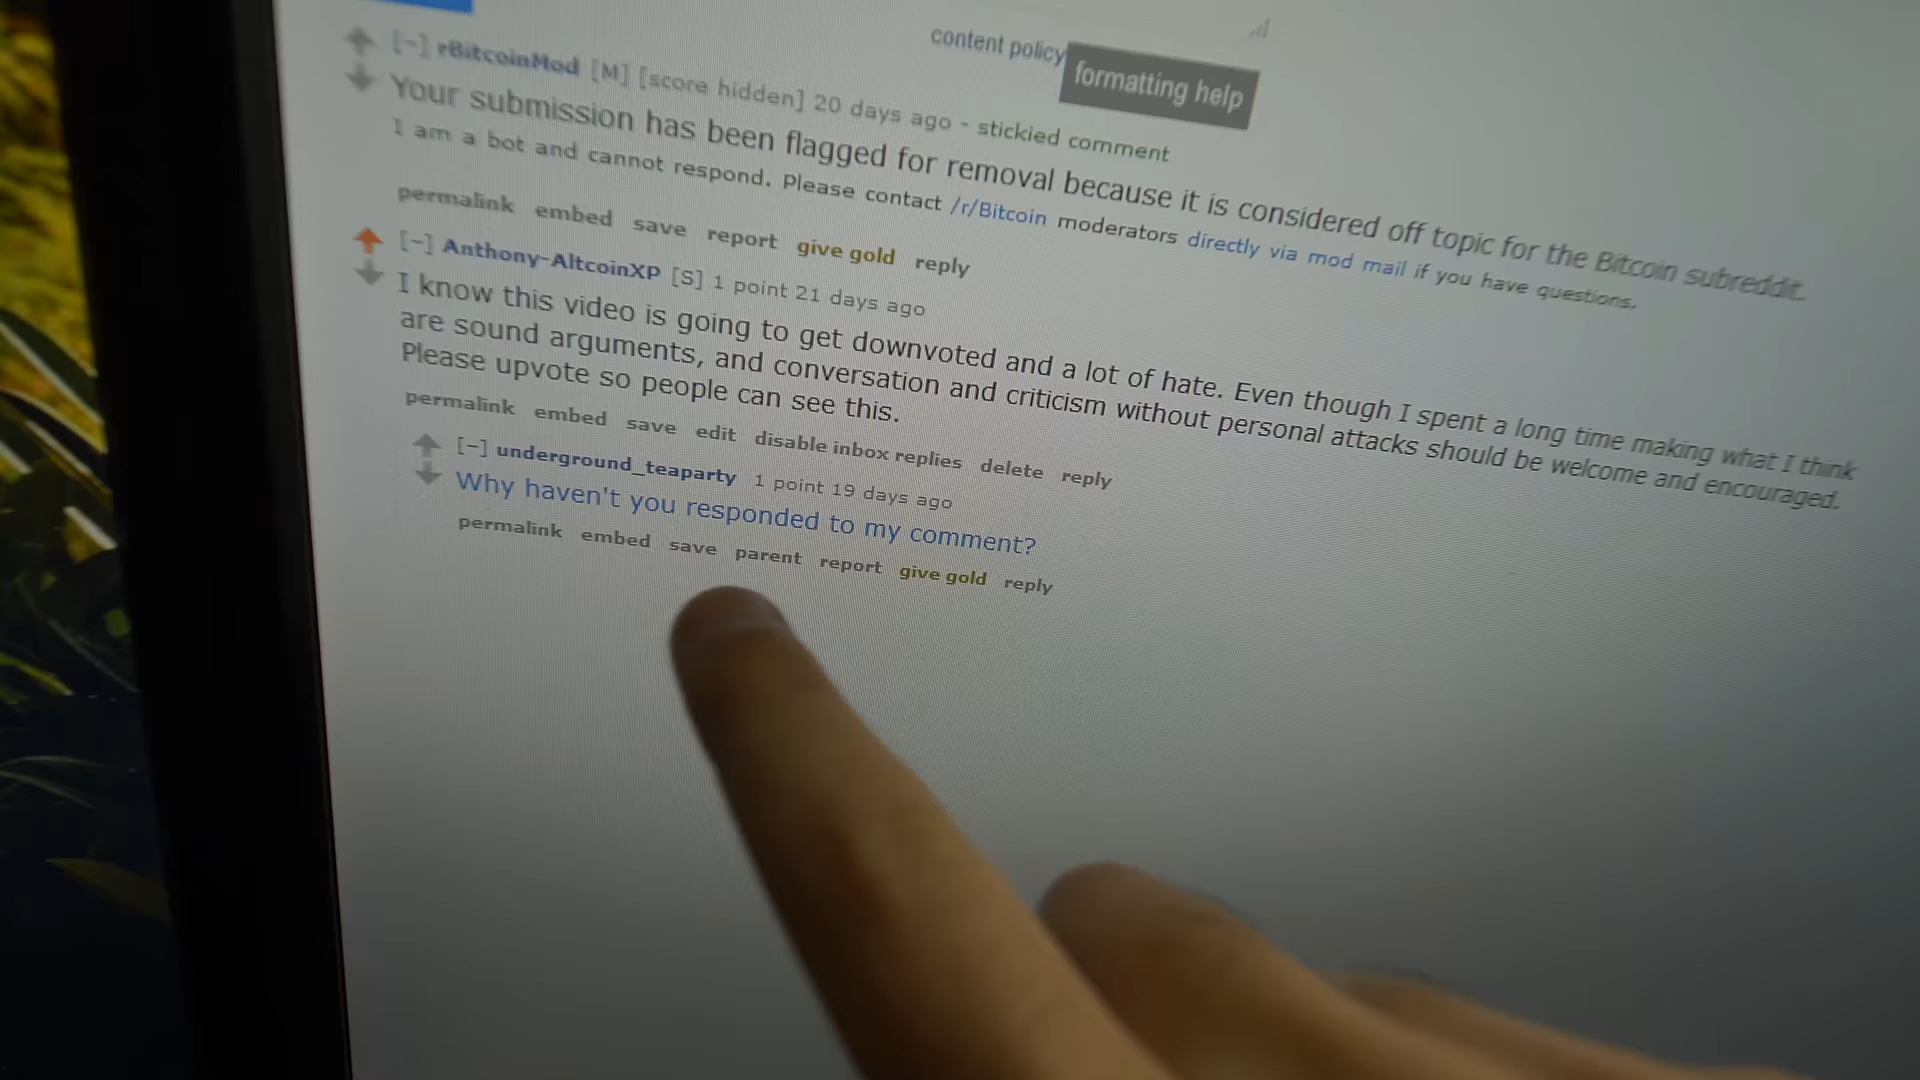 content policy
formatting help
[–] rBitcoinMod [M] [score hidden] 20 days ago - stickied comment
Your submission has been flagged for removal because it is considered off topic for the Bitcoin subreddit.
I am a bot and cannot respond. Please contact /r/Bitcoin moderators directly via mod mail if you have questions.
permalink embed save report give gold reply
[–] Anthony-AltcoinXP [S] 1 point 21 days ago
I know this video is going to get downvoted and a lot of hate. Even though I spent a long time making what I think
are sound arguments, and conversation and criticism without personal attacks should be welcome and encouraged.
Please upvote so people can see this.
permalink embed save edit disable inbox replies delete reply
[–] underground_teaparty 1 point 19 days ago
Why haven't you responded to my comment?
permalink embed save parent report give gold reply